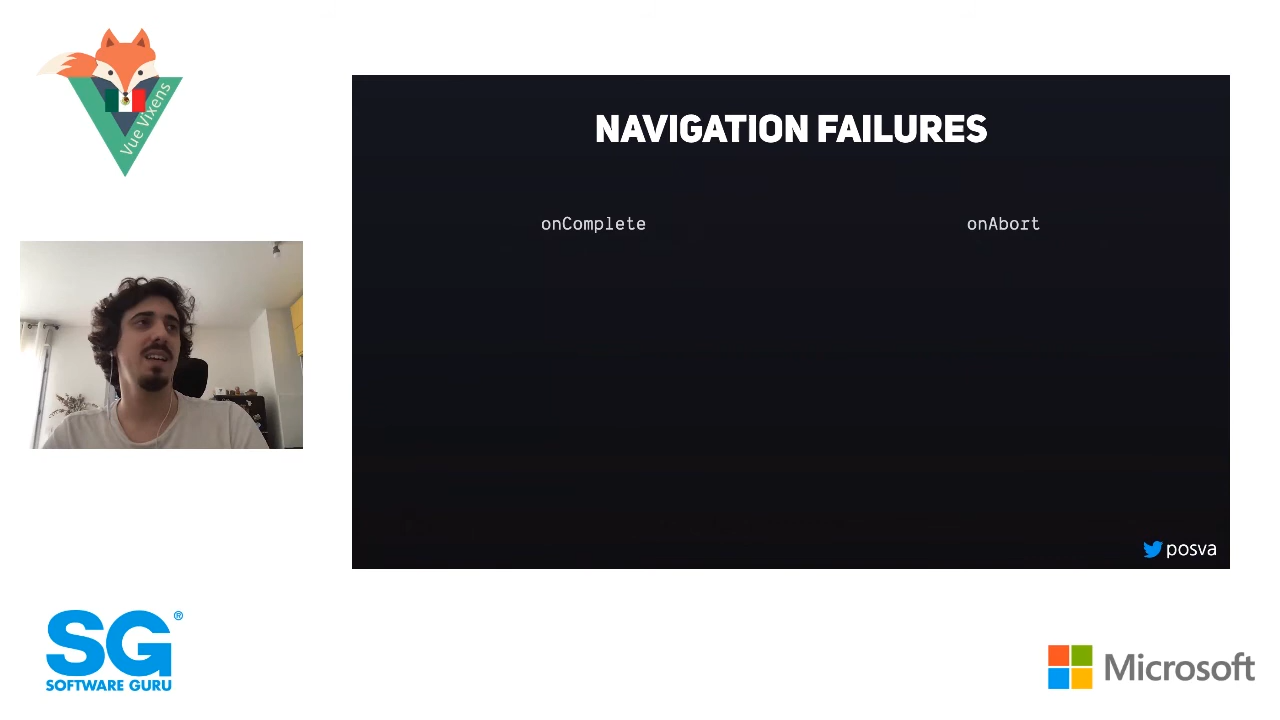 Vue Vixens
NAVIGATION FAILURES
onComplete
onAbort
posva
SG®
SOFTWARE GURU
Microsoft